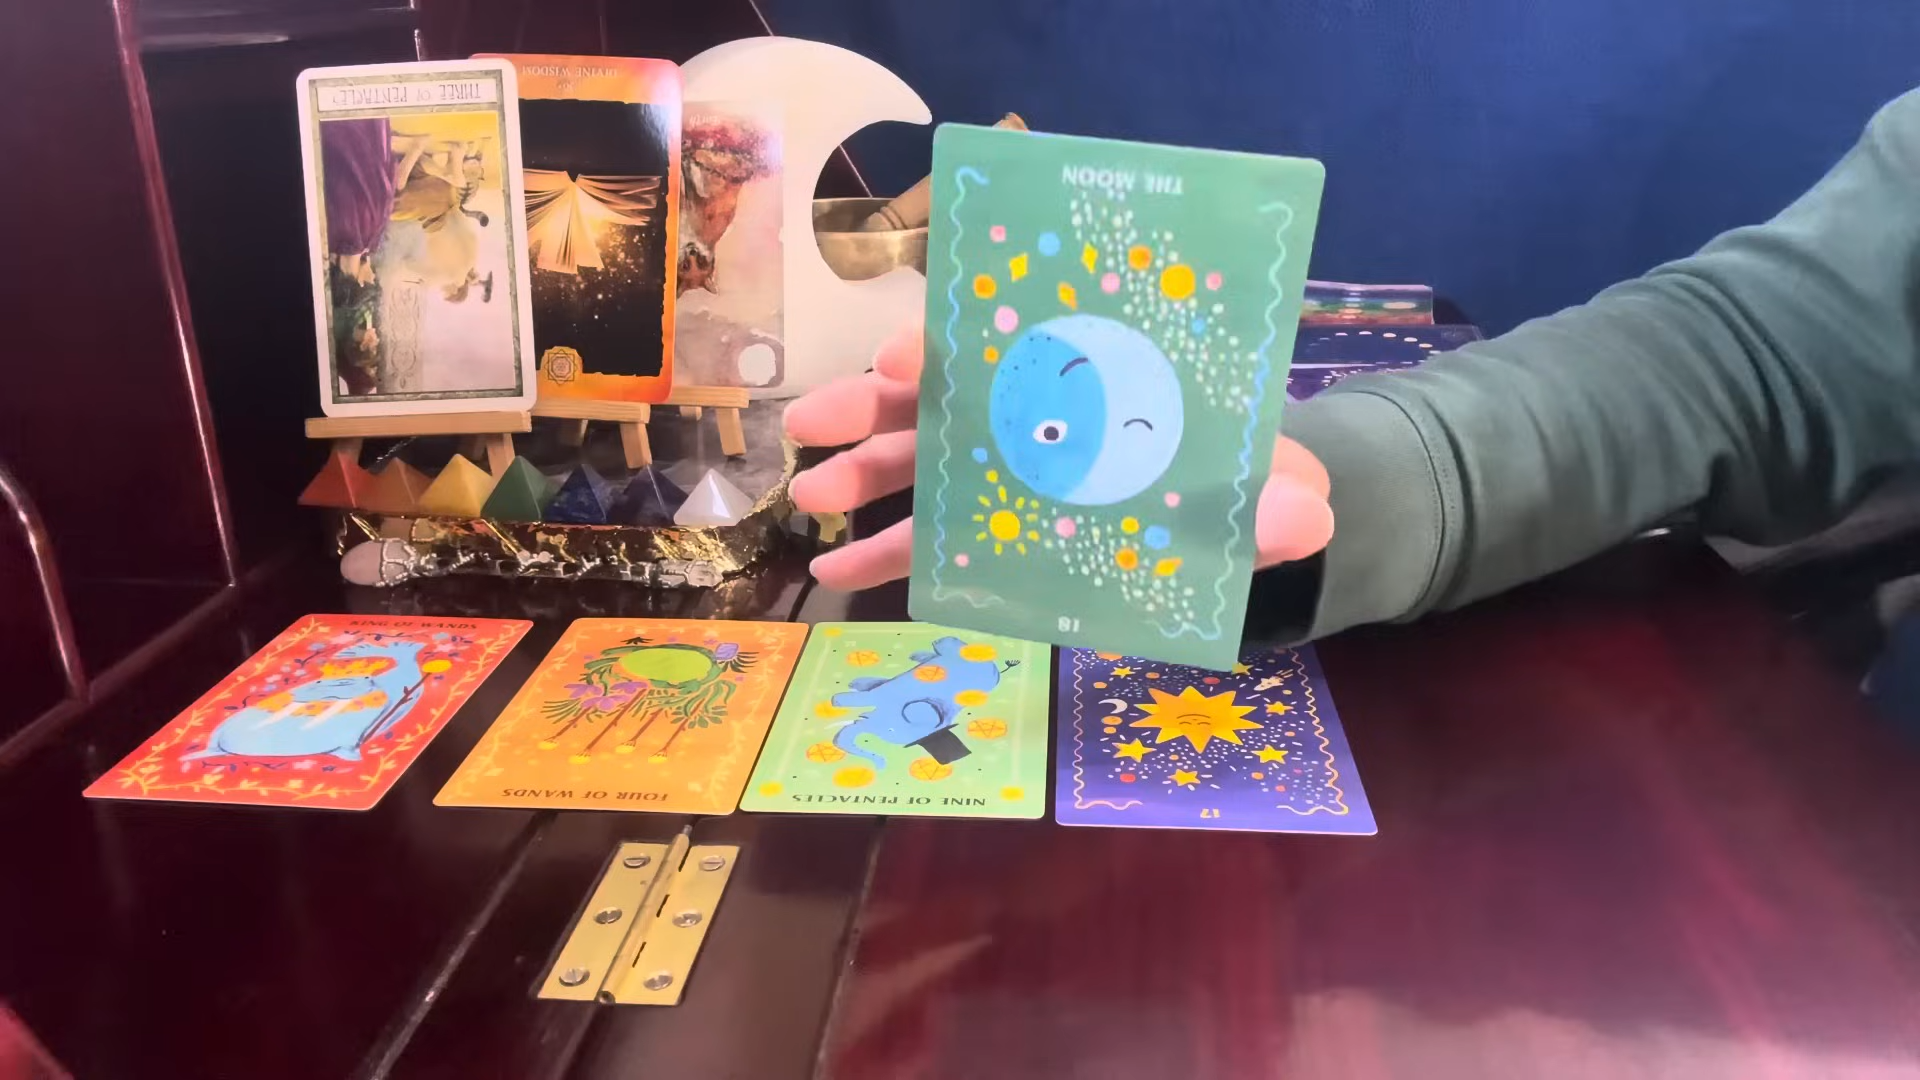 THREE OF PENTACLES
DIVINE WISDOM
THE MOON
18
KING OF WANDS
FOUR OF WANDS
NINE OF PENTACLES
17